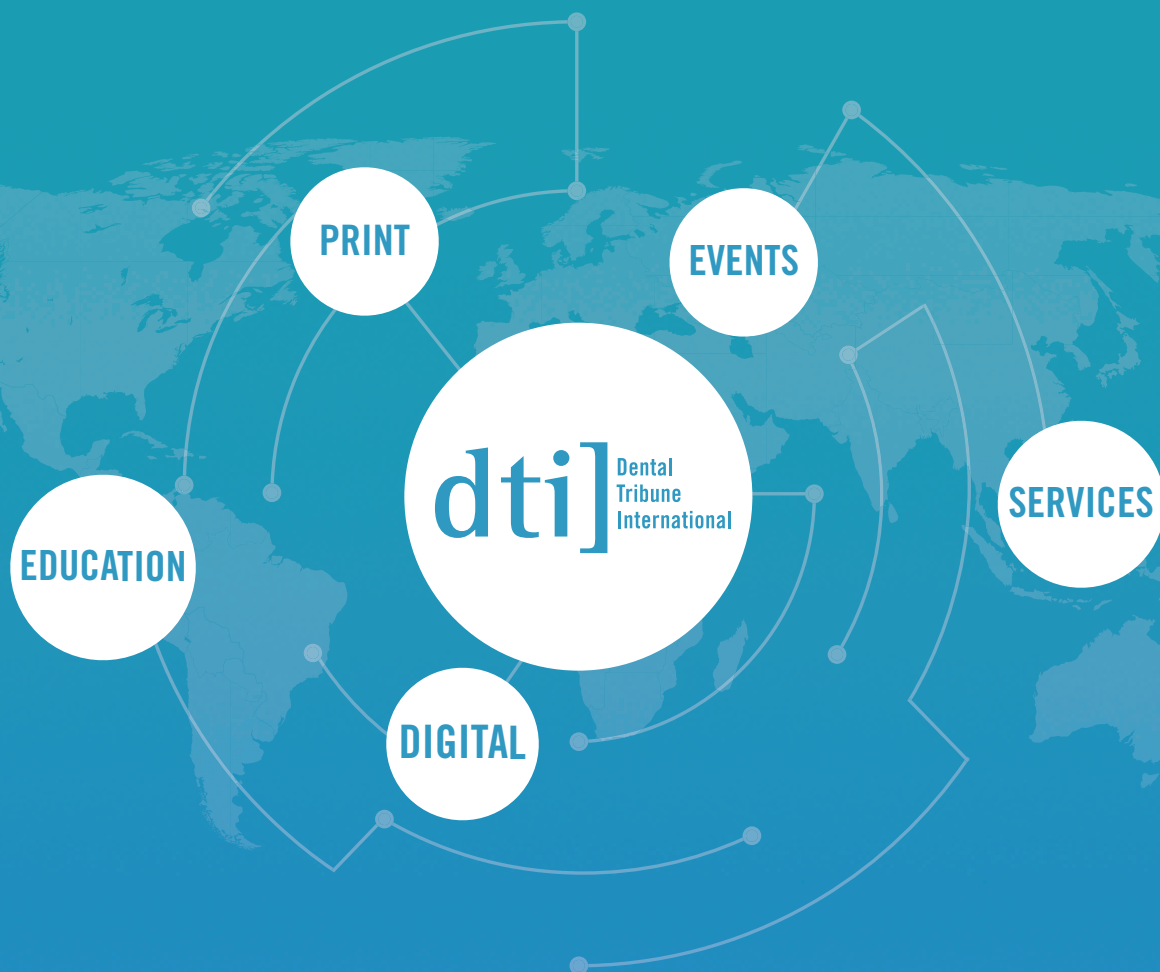 PRINT
EVENTS
dti]
Dental
Tribune
International
SERVICES
EDUCATION
DIGITAL